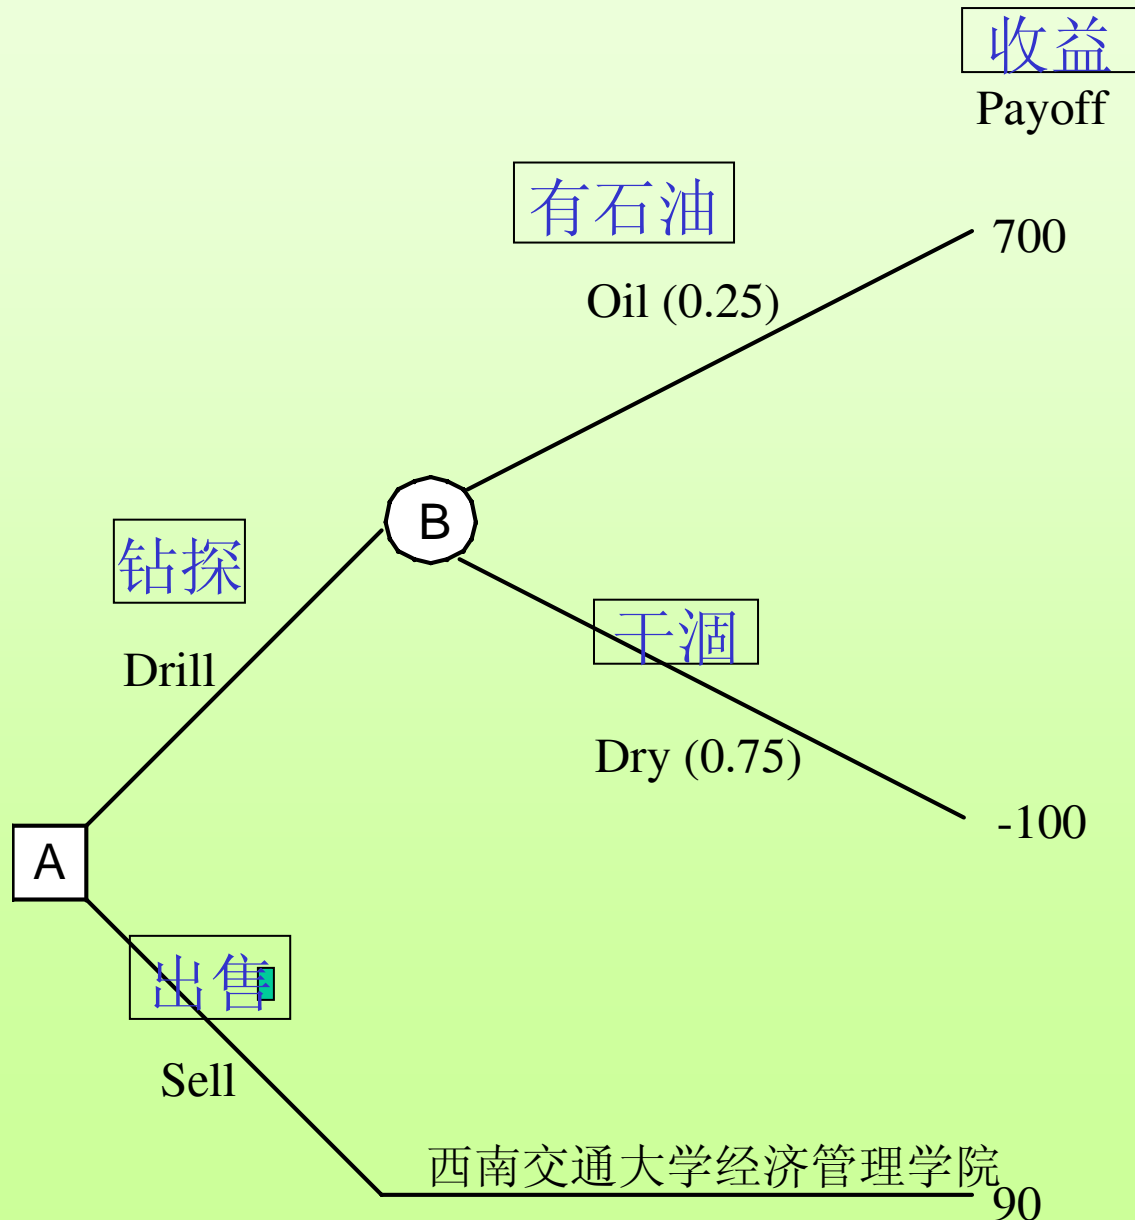 收益
Payoff
有石油
700
Oil (0.25)
B
钻探
干涸
Drill
Dry (0.75)
-100
A
出售
Sell
西南交通大学经济管理学院
90